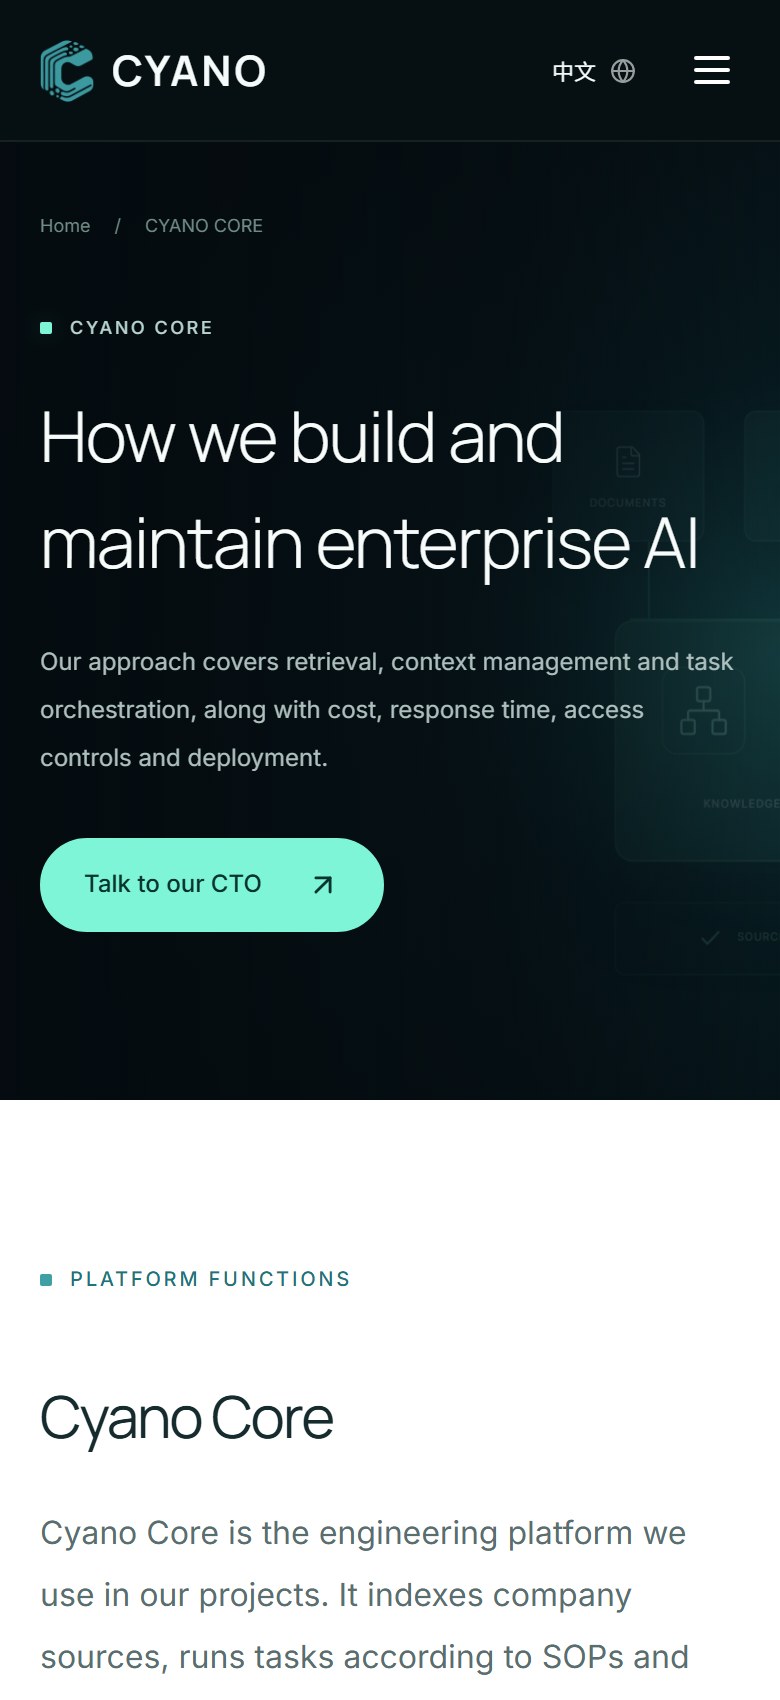 CYANO
中文
Home / CYANO CORE
CYANO CORE
How we build and
maintain enterprise AI
DOCUMENTS
Our approach covers retrieval, context management and task
orchestration, along with cost, response time, access
controls and deployment.
KNOWLEDGE
Talk to our CTO
PLATFORM FUNCTIONS
Cyano Core
Cyano Core is the engineering platform we
use in our projects. It indexes company
sources, runs tasks according to SOPs and